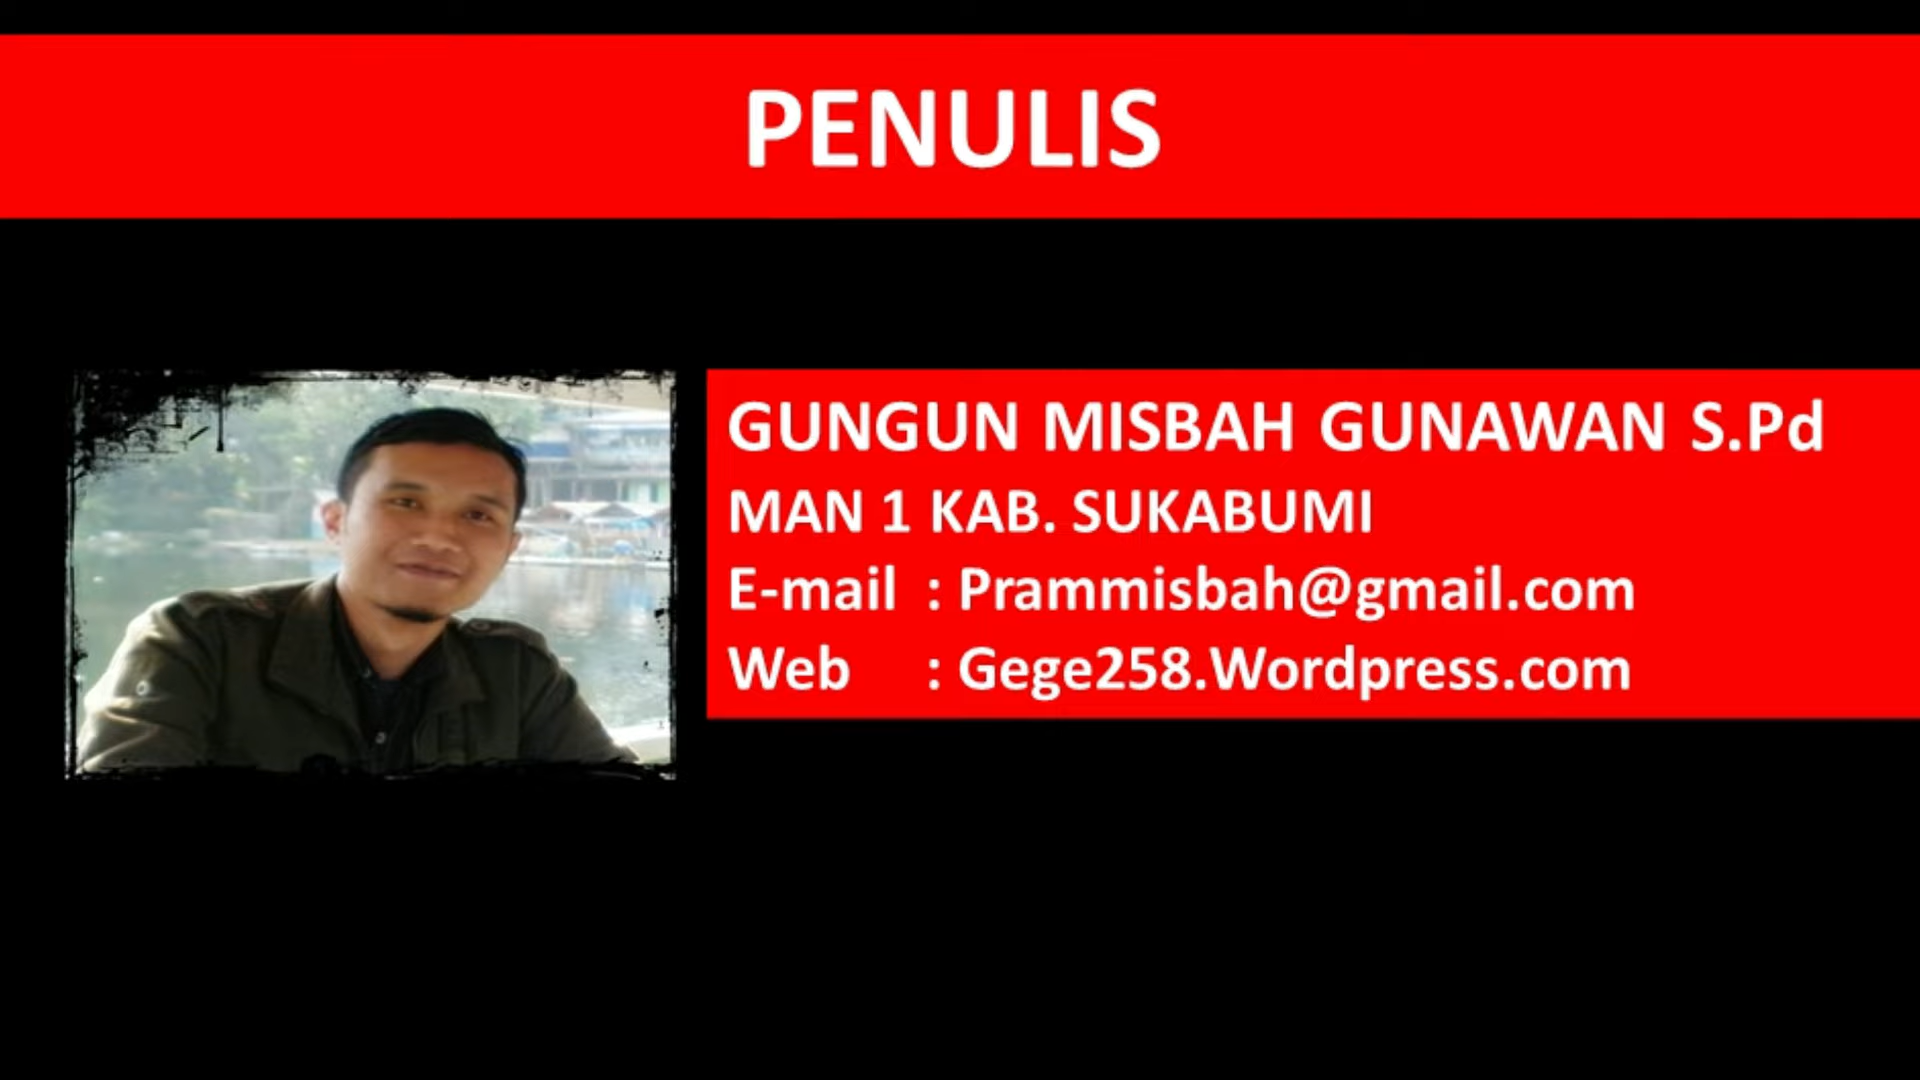 PENULIS
GUNGUN MISBAH GUNAWAN S.Pd
MAN 1 KAB. SUKABUMI
E-mail : Prammisbah@gmail.com
Web : Gege258.Wordpress.com